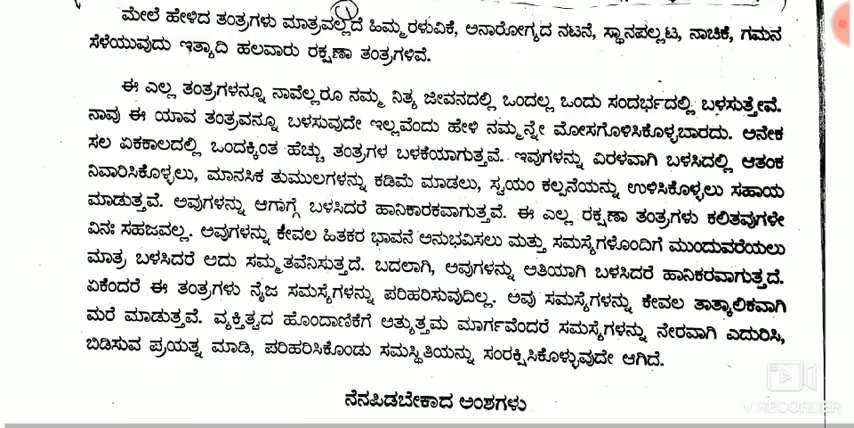 ಮೇಲೆ ಹೇಳಿದ ತಂತ್ರಗಳು ಮಾತ್ರವಲ್ಲದೆ ಹಿಮ್ಮರಳುವಿಕೆ, ಅನಾರೋಗ್ಯದ ನಟನೆ, ಸ್ಥಾನಪಲ್ಲಟ, ನಾಚಿಕೆ, ಗಮನ
ಸೆಳೆಯುವುದು ಇತ್ಯಾದಿ ಹಲವಾರು ರಕ್ಷಣಾ ತಂತ್ರಗಳಿವೆ.
ಈ ಎಲ್ಲ ತಂತ್ರಗಳನ್ನೂ ನಾವೆಲ್ಲರೂ ನಮ್ಮ ನಿತ್ಯ ಜೀವನದಲ್ಲಿ ಒಂದಲ್ಲ ಒಂದು ಸಂದರ್ಭದಲ್ಲಿ ಬಳಸುತ್ತೇವೆ.
ನಾವು ಈ ಯಾವ ತಂತ್ರವನ್ನೂ ಬಳಸುವುದೇ ಇಲ್ಲವೆಂದು ಹೇಳಿ ನಮ್ಮನ್ನೇ ಮೋಸಗೊಳಿಸಿಕೊಳ್ಳಬಾರದು. ಅನೇಕ
ಸಲ ಏಕಕಾಲದಲ್ಲಿ ಒಂದಕ್ಕಿಂತ ಹೆಚ್ಚು ತಂತ್ರಗಳ ಬಳಕೆಯಾಗುತ್ತವೆ. ಇವುಗಳನ್ನು ವಿರಳವಾಗಿ ಬಳಸಿದಲ್ಲಿ ಆತಂಕ
ನಿವಾರಿಸಿಕೊಳ್ಳಲು, ಮಾನಸಿಕ ತುಮುಲಗಳನ್ನು ಕಡಿಮೆ ಮಾಡಲು, ಸ್ವಯಂ ಕಲ್ಪನೆಯನ್ನು ಉಳಿಸಿಕೊಳ್ಳಲು ಸಹಾಯ
ಮಾಡುತ್ತವೆ. ಅವುಗಳನ್ನು ಆಗಾಗ್ಗೆ ಬಳಸಿದರೆ ಹಾನಿಕಾರಕವಾಗುತ್ತವೆ. ಈ ಎಲ್ಲ ರಕ್ಷಣಾ ತಂತ್ರಗಳು ಕಲಿತವುಗಳೇ
ವಿನಃ ಸಹಜವಲ್ಲ. ಅವುಗಳನ್ನು ಕೇವಲ ಹಿತಕರ ಭಾವನೆ ಅನುಭವಿಸಲು ಮತ್ತು ಸಮಸ್ಯೆಗಳೊಂದಿಗೆ ಮುಂದುವರೆಯಲು
ಮಾತ್ರ ಬಳಸಿದರೆ ಅದು ಸಮ್ಮತವೆನಿಸುತ್ತದೆ. ಬದಲಾಗಿ, ಅವುಗಳನ್ನು ಅತಿಯಾಗಿ ಬಳಸಿದರೆ ಹಾನಿಕರವಾಗುತ್ತದೆ.
ಏಕೆಂದರೆ ಈ ತಂತ್ರಗಳು ನೈಜ ಸಮಸ್ಯೆಗಳನ್ನು ಪರಿಹರಿಸುವುದಿಲ್ಲ. ಅವು ಸಮಸ್ಯೆಗಳನ್ನು ಕೇವಲ ತಾತ್ಕಾಲಿಕವಾಗಿ
ಮರೆ ಮಾಡುತ್ತವೆ. ವ್ಯಕ್ತಿತ್ವದ ಹೊಂದಾಣಿಕೆಗೆ ಅತ್ಯುತ್ತಮ ಮಾರ್ಗವೆಂದರೆ ಸಮಸ್ಯೆಗಳನ್ನು ನೇರವಾಗಿ ಎದುರಿಸಿ,
ಬಿಡಿಸುವ ಪ್ರಯತ್ನ ಮಾಡಿ, ಪರಿಹರಿಸಿಕೊಂಡು ಸಮಸ್ಥಿತಿಯನ್ನು ಸಂರಕ್ಷಿಸಿಕೊಳ್ಳುವುದೇ ಆಗಿದೆ.
ನೆನಪಿಡಬೇಕಾದ ಅಂಶಗಳು
V RECORDER